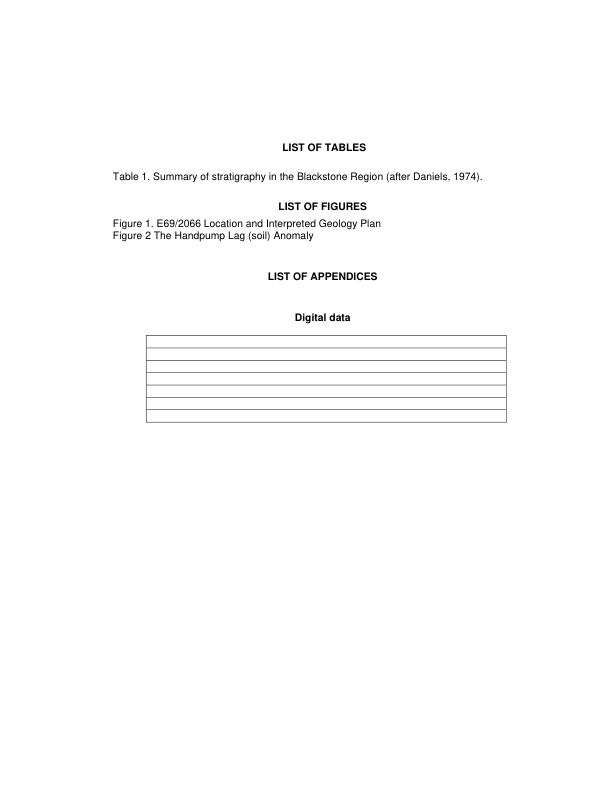 LIST OF TABLES
Table 1. Summary of stratigraphy in the Blackstone Region (after Daniels, 1974).
LIST OF FIGURES
Figure 1. E69/2066 Location and Interpreted Geology Plan
Figure 2 The Handpump Lag (soil) Anomaly
LIST OF APPENDICES
Digital data